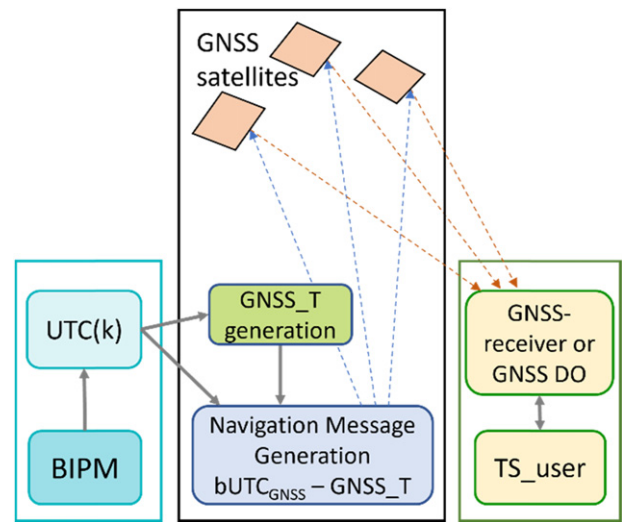 GNSS
satellites
UTC(k)
BIPM
GNSS_T
generation
Navigation Message
Generation
bUTC_GNSS – GNSS_T
GNSS-
receiver or
GNSS DO
TS_user